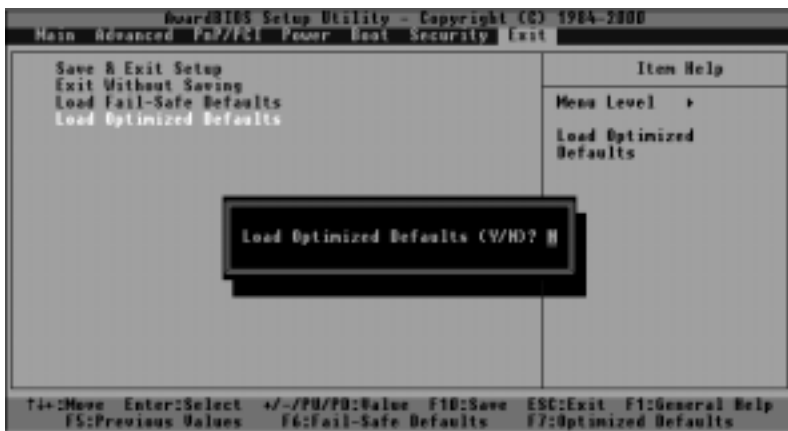 AwardBIOS Setup Utility - Copyright (C) 1984-2000
Main Advanced PnP/PCI Power Boot Security Exit
Save & Exit Setup
Exit Without Saving
Load Fail-Safe Defaults
Load Optimized Defaults
Item Help
Menu Level ▸
Load Optimized
Defaults
Load Optimized Defaults (Y/N)? N
↑↓←:Move Enter:Select +/-/PU/PD:Value F10:Save ESC:Exit F1:General Help
F5:Previous Values F6:Fail-Safe Defaults F7:Optimized Defaults